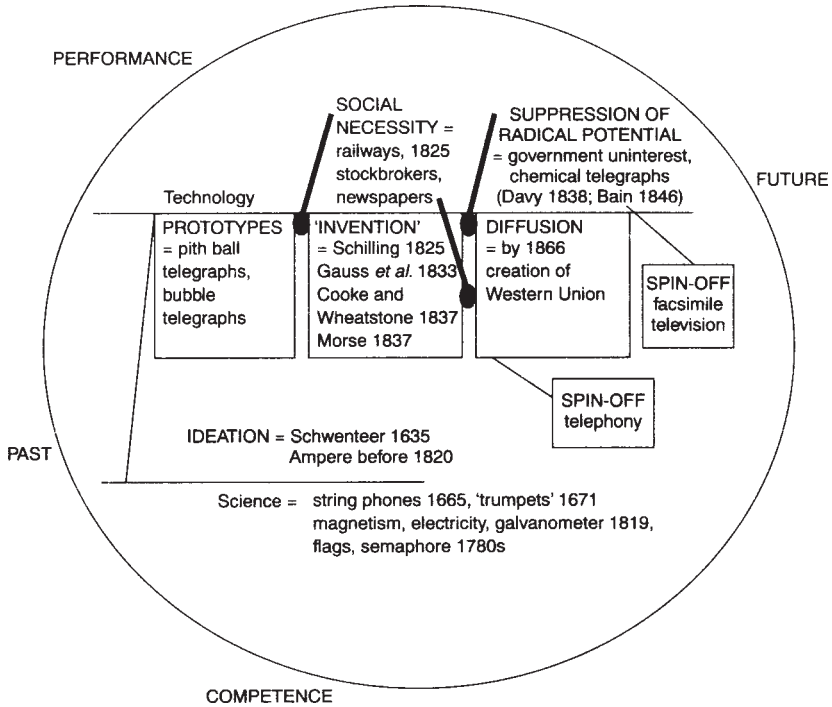 PERFORMANCE
SOCIAL
NECESSITY =
railways, 1825
stockbrokers,
newspapers
SUPPRESSION OF
RADICAL POTENTIAL
= government uninterest,
chemical telegraphs
(Davy 1838; Bain 1846)
FUTURE
Technology
PROTOTYPES
= pith ball
telegraphs,
bubble
telegraphs
'INVENTION'
= Schilling 1825
Gauss et al. 1833
Cooke and
Wheatstone 1837
Morse 1837
DIFFUSION
= by 1866
creation of
Western Union
SPIN-OFF
facsimile
television
SPIN-OFF
telephony
IDEATION = Schwenteer 1635
Ampere before 1820
PAST
Science = string phones 1665, 'trumpets' 1671
magnetism, electricity, galvanometer 1819,
flags, semaphore 1780s
COMPETENCE